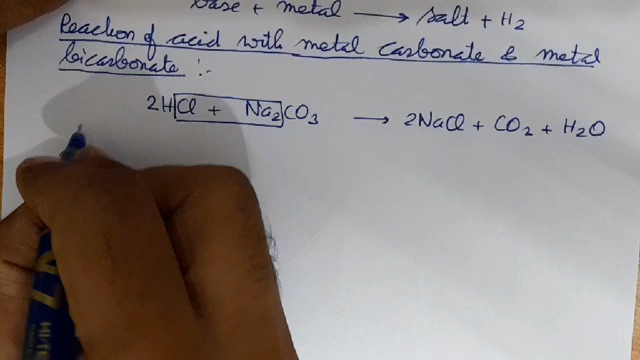 Base + metal ⟶ Salt + H₂
Reaction of acid with metal carbonate & metal
bicarbonate :-
2HCl + Na₂CO₃ ⟶ 2NaCl + CO₂ + H₂O